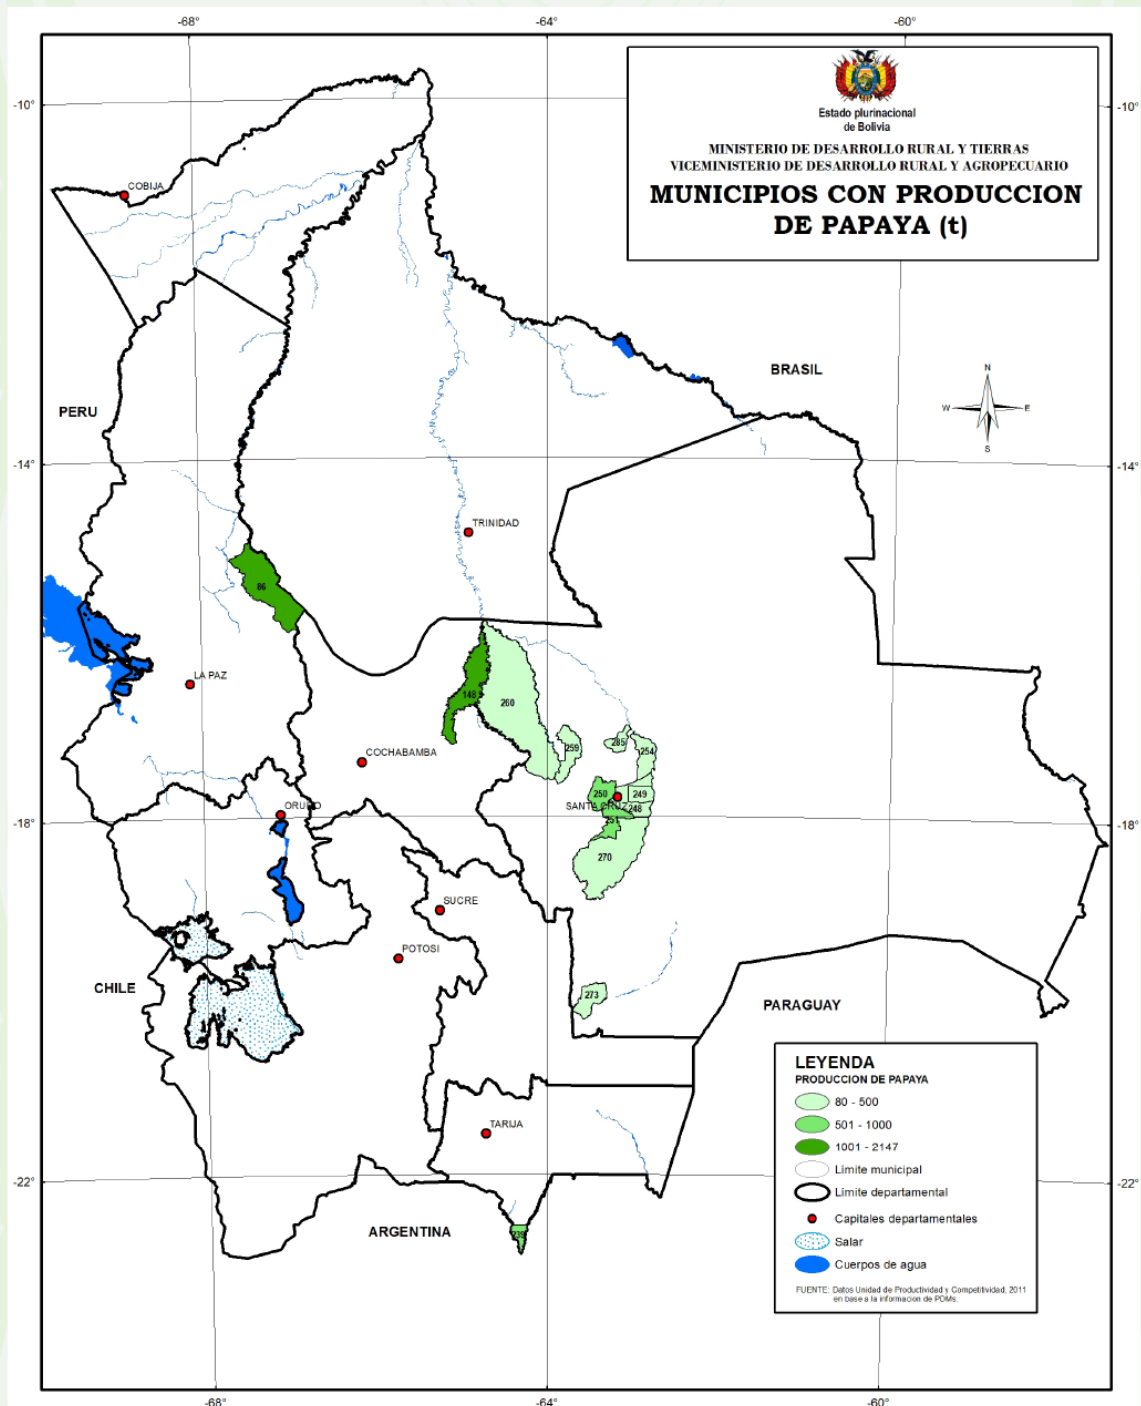 -68°
-64°
-60°
-10°
-10°
Estado plurinacional
de Bolivia
MINISTERIO DE DESARROLLO RURAL Y TIERRAS
VICEMINISTERIO DE DESARROLLO RURAL Y AGROPECUARIO
MUNICIPIOS CON PRODUCCION
DE PAPAYA (t)
COBIJA
BRASIL
PERU
N
W
E
S
-14°
-14°
TRINIDAD
86
LA PAZ
148
260
COCHABAMBA
259
285
254
250
249
SANTA CRUZ
248
251
ORURO
-18°
-18°
270
SUCRE
POTOSI
CHILE
273
PARAGUAY
LEYENDA
PRODUCCION DE PAPAYA
80 - 500
501 - 1000
1001 - 2147
Limite municipal
Limite departamental
Capitales departamentales
Salar
Cuerpos de agua
FUENTE: Datos Unidad de Productividad y Competitividad, 2011
en base a la informacion de PDMs.
TARIJA
-22°
-22°
ARGENTINA
239
-68°
-64°
-60°